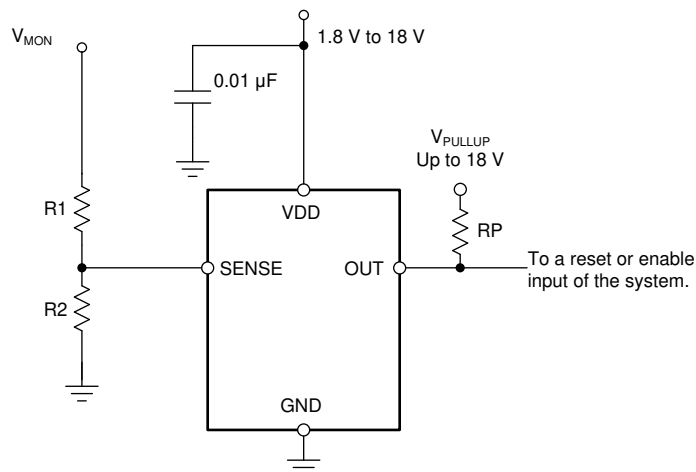 V_MON
1.8 V to 18 V
0.01 µF
V_PULLUP
Up to 18 V
R1
VDD
RP
SENSE
OUT
To a reset or enable
input of the system.
R2
GND